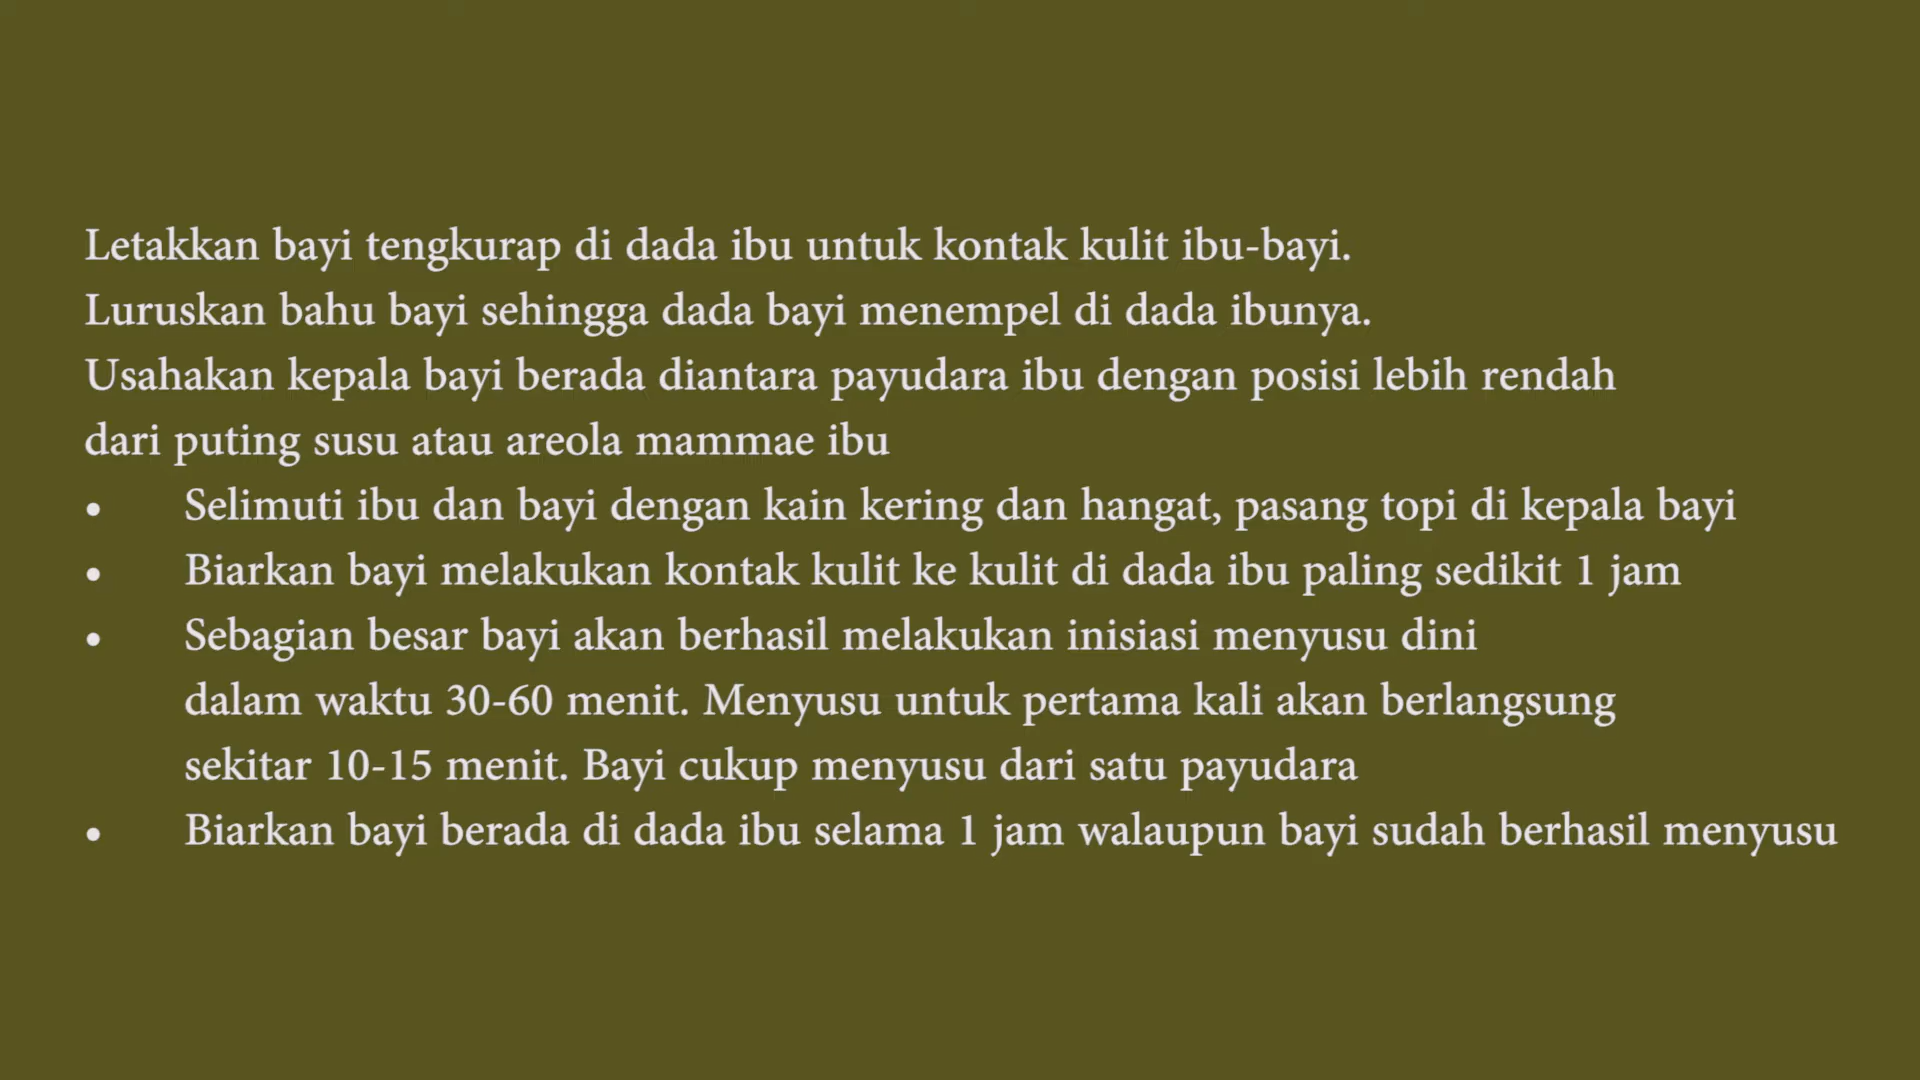 Letakkan bayi tengkurap di dada ibu untuk kontak kulit ibu-bayi.
Luruskan bahu bayi sehingga dada bayi menempel di dada ibunya.
Usahakan kepala bayi berada diantara payudara ibu dengan posisi lebih rendah
dari puting susu atau areola mammae ibu
• Selimuti ibu dan bayi dengan kain kering dan hangat, pasang topi di kepala bayi
• Biarkan bayi melakukan kontak kulit ke kulit di dada ibu paling sedikit 1 jam
• Sebagian besar bayi akan berhasil melakukan inisiasi menyusu dini
dalam waktu 30-60 menit. Menyusu untuk pertama kali akan berlangsung
sekitar 10-15 menit. Bayi cukup menyusu dari satu payudara
• Biarkan bayi berada di dada ibu selama 1 jam walaupun bayi sudah berhasil menyusu